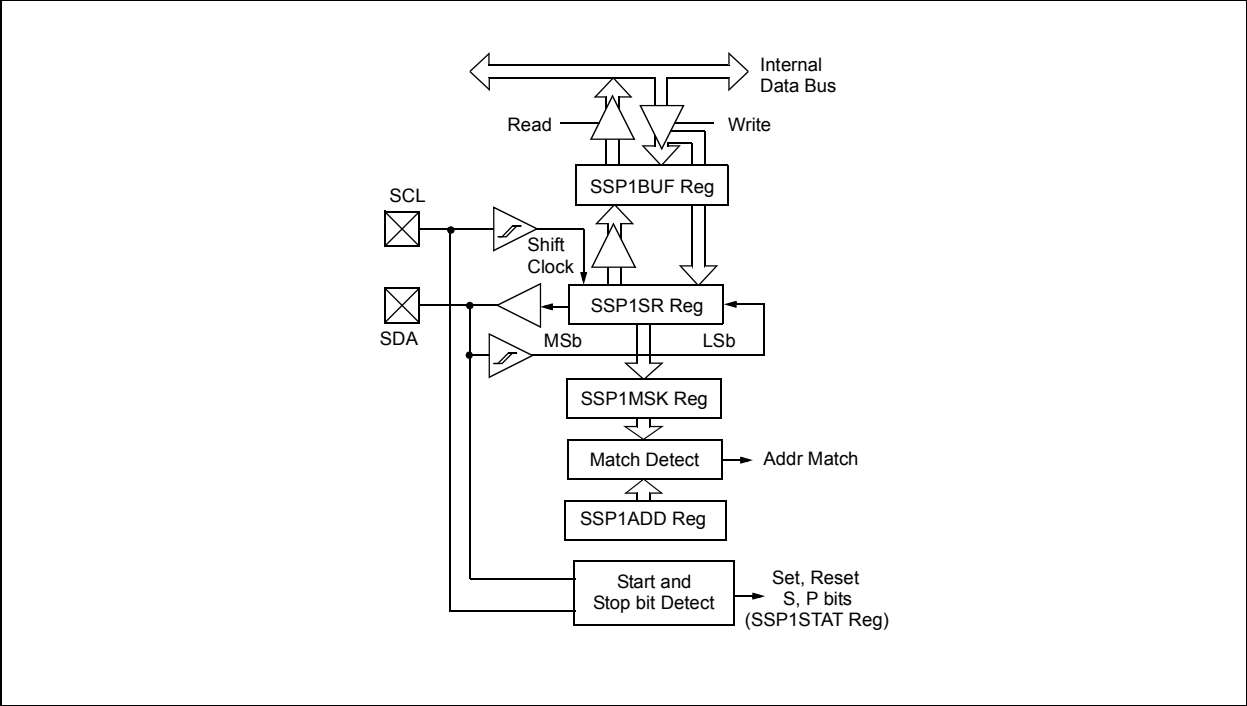 Internal
Data Bus
Read
Write
SSP1BUF Reg
SCL
Shift
Clock
SSP1SR Reg
SDA
MSb
LSb
SSP1MSK Reg
Match Detect
Addr Match
SSP1ADD Reg
Start and
Stop bit Detect
Set, Reset
S, P bits
(SSP1STAT Reg)